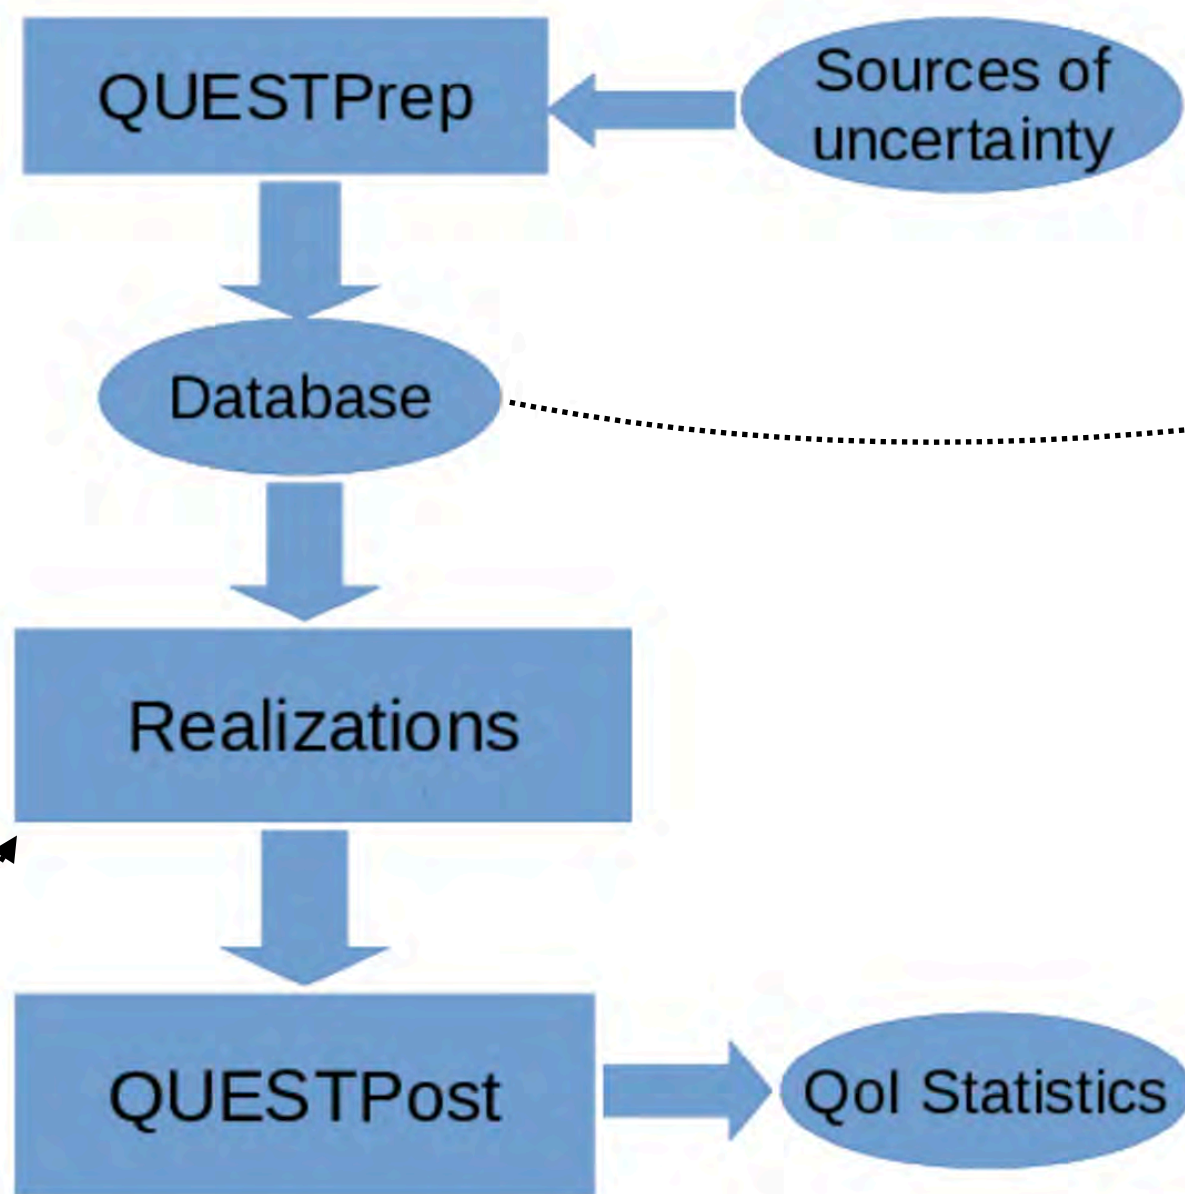 QUESTPrep
Sources of
uncertainty
Database
Realizations
QUESTPost
QoI Statistics